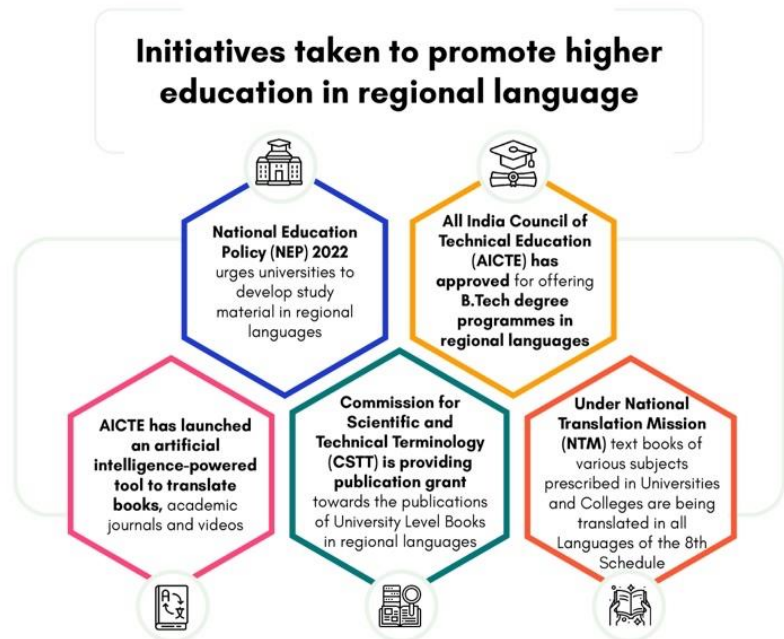 Initiatives taken to promote higher
education in regional language
National Education
Policy (NEP) 2022
urges universities to
develop study
material in regional
languages
All India Council of
Technical Education
(AICTE) has
approved for offering
B.Tech degree
programmes in
regional languages
AICTE has launched
an artificial
intelligence-powered
tool to translate
books, academic
journals and videos
Commission for
Scientific and
Technical Terminology
(CSTT) is providing
publication grant
towards the publications
of University Level Books
in regional languages
Under National
Translation Mission
(NTM) text books of
various subjects
prescribed in Universities
and Colleges are being
translated in all
Languages of the 8th
Schedule
A
文